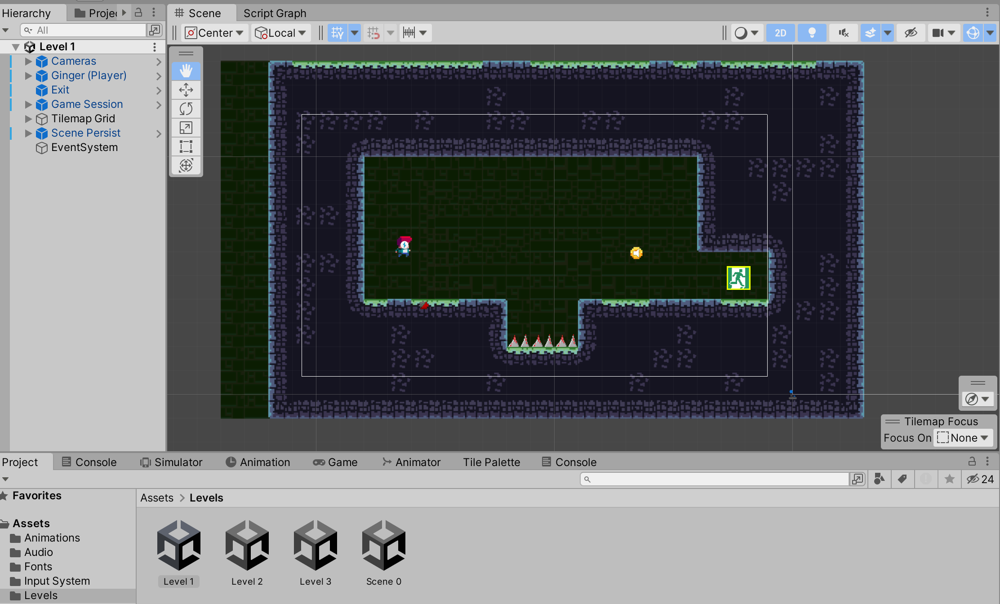 Hierarchy
Projec
All
Level 1
Cameras
Ginger (Player)
Exit
Game Session
Tilemap Grid
Scene Persist
EventSystem
Scene
Script Graph
Center
Local
2D
Tilemap Focus
Focus On
None
Project
Console
Simulator
Animation
Game
Animator
Tile Palette
Console
24
Favorites
Assets
Animations
Audio
Fonts
Input System
Levels
Assets > Levels
Level 1
Level 2
Level 3
Scene 0